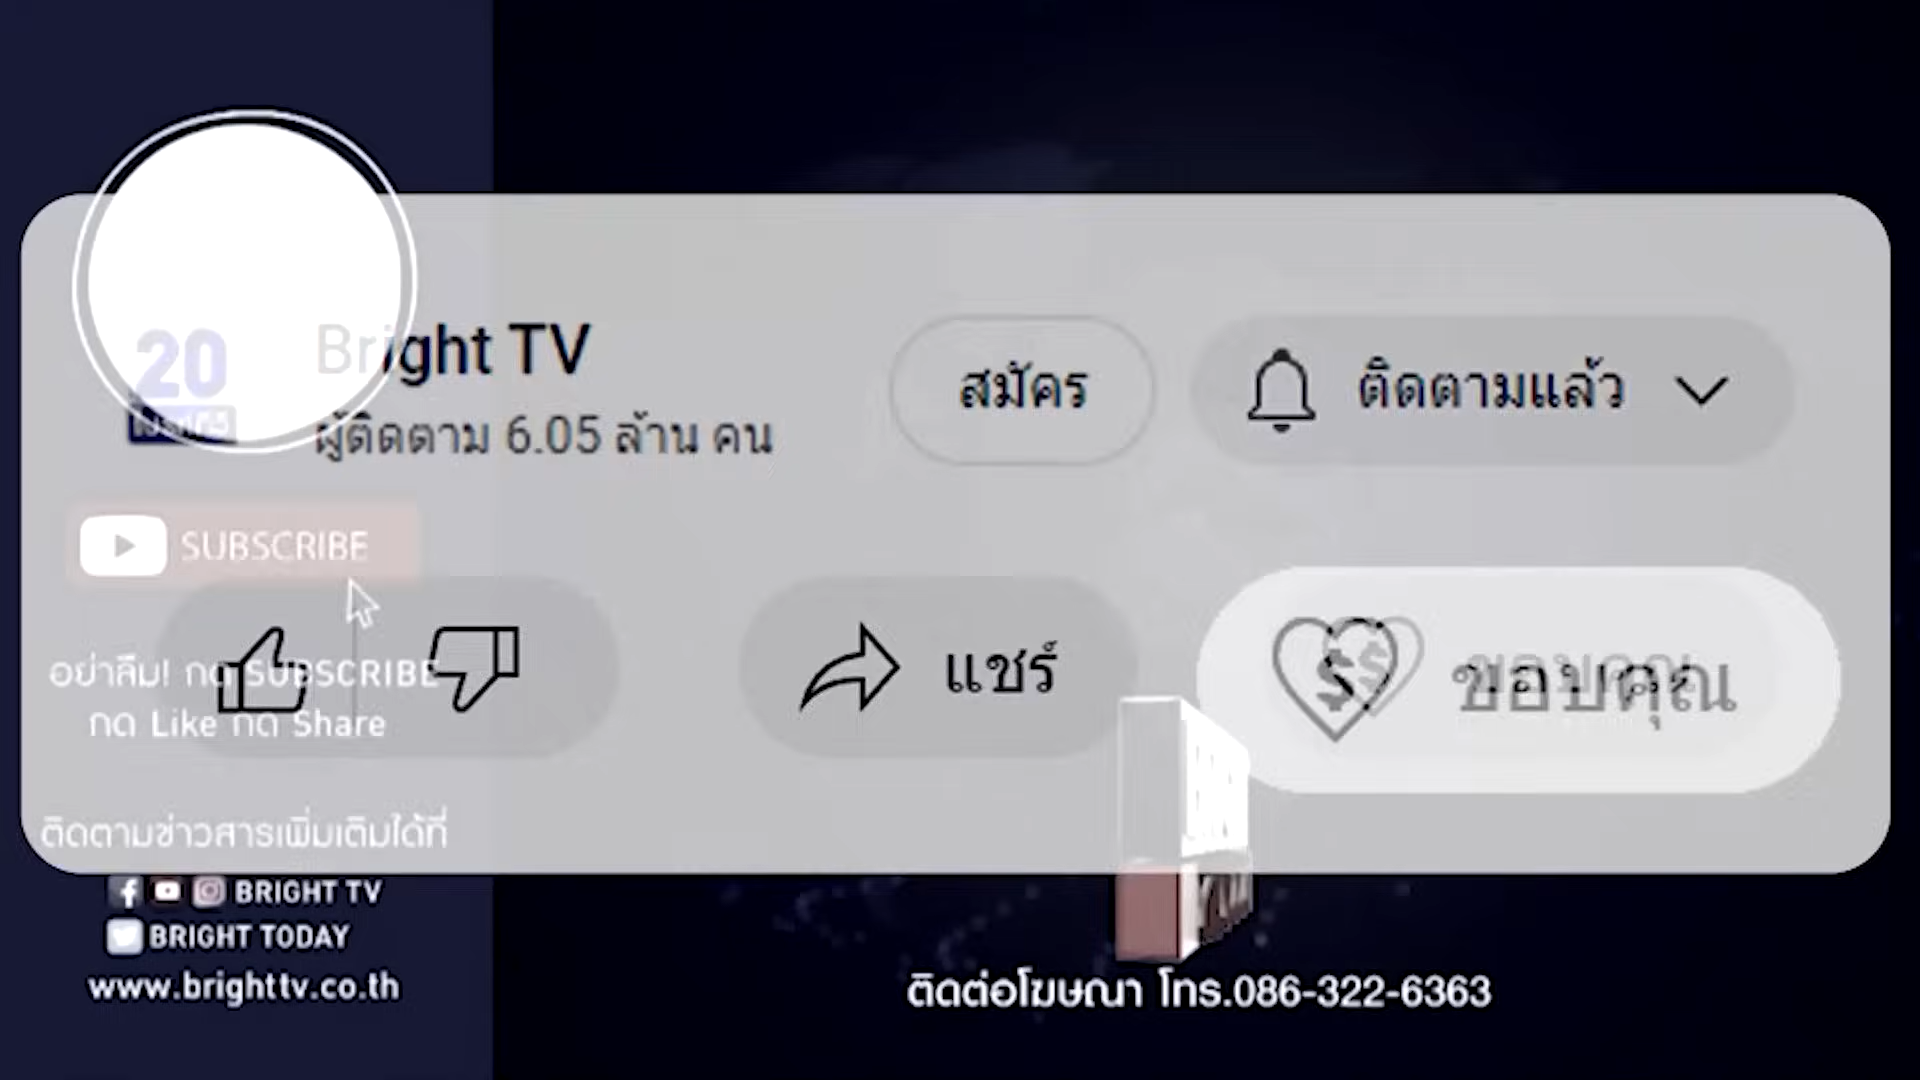 20
Bright TV
ผู้ติดตาม 6.05 ล้าน คน
สมัคร
ติดตามแล้ว
SUBSCRIBE
แชร์
ขอบคุณ
อย่าลืม! กด SUBSCRIBE
กด Like กด Share
ติดตามข่าวสารเพิ่มเติมได้ที่
BRIGHT TV
BRIGHT TODAY
www.brighttv.co.th
ติดต่อโฆษณา โทร.086-322-6363